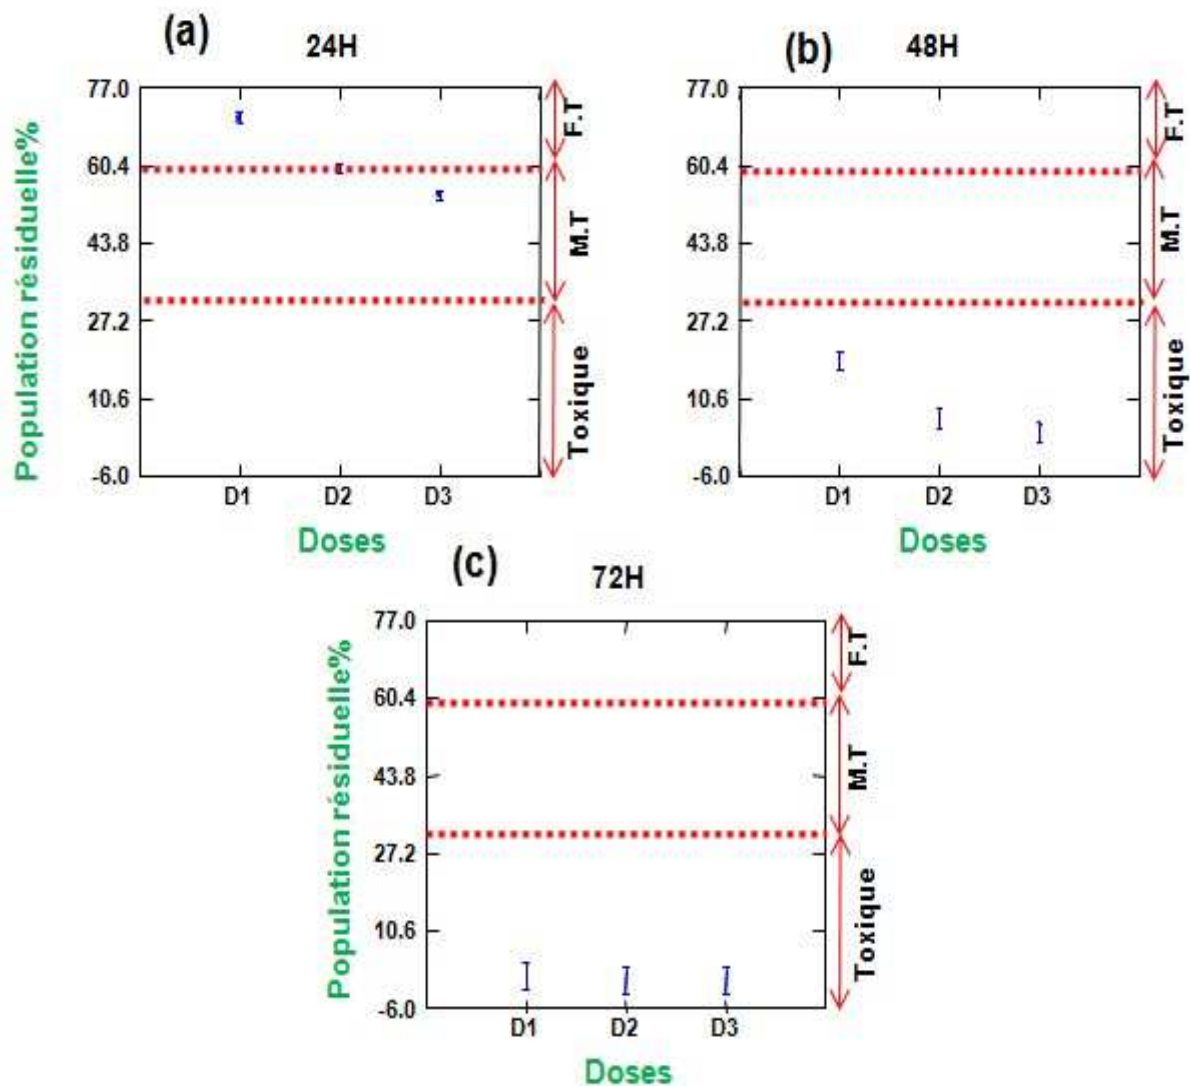 (a)
24H
Population résiduelle%
77.0
60.4
43.8
27.2
10.6
-6.0
D1 D2 D3
Doses
F.T
M.T
Toxique
(b)
48H
77.0
60.4
43.8
27.2
10.6
-6.0
D1 D2 D3
Doses
F.T
M.T
Toxique
(c)
72H
Population résiduelle%
77.0
60.4
43.8
27.2
10.6
-6.0
D1 D2 D3
Doses
F.T
M.T
Toxique